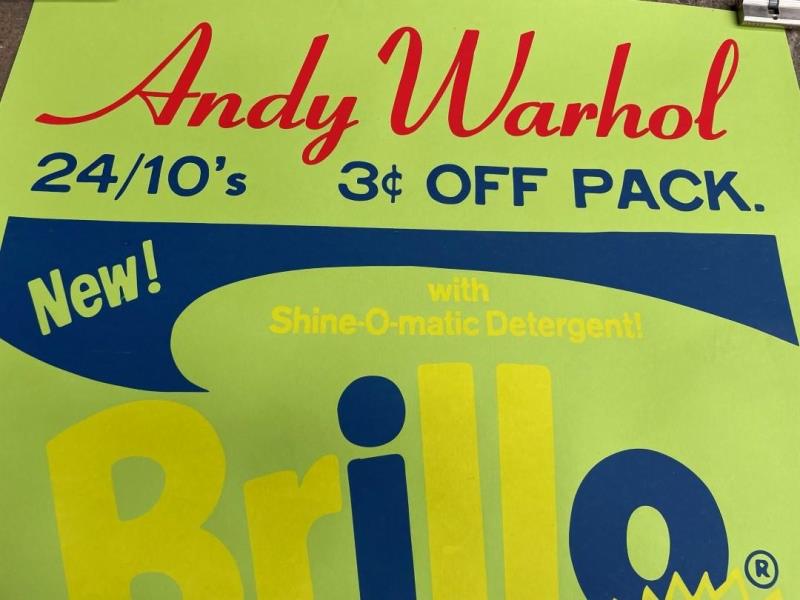 Andy Warhol
24/10's 3¢ OFF PACK.
New!
with
Shine-O-matic Detergent!
Brillo®